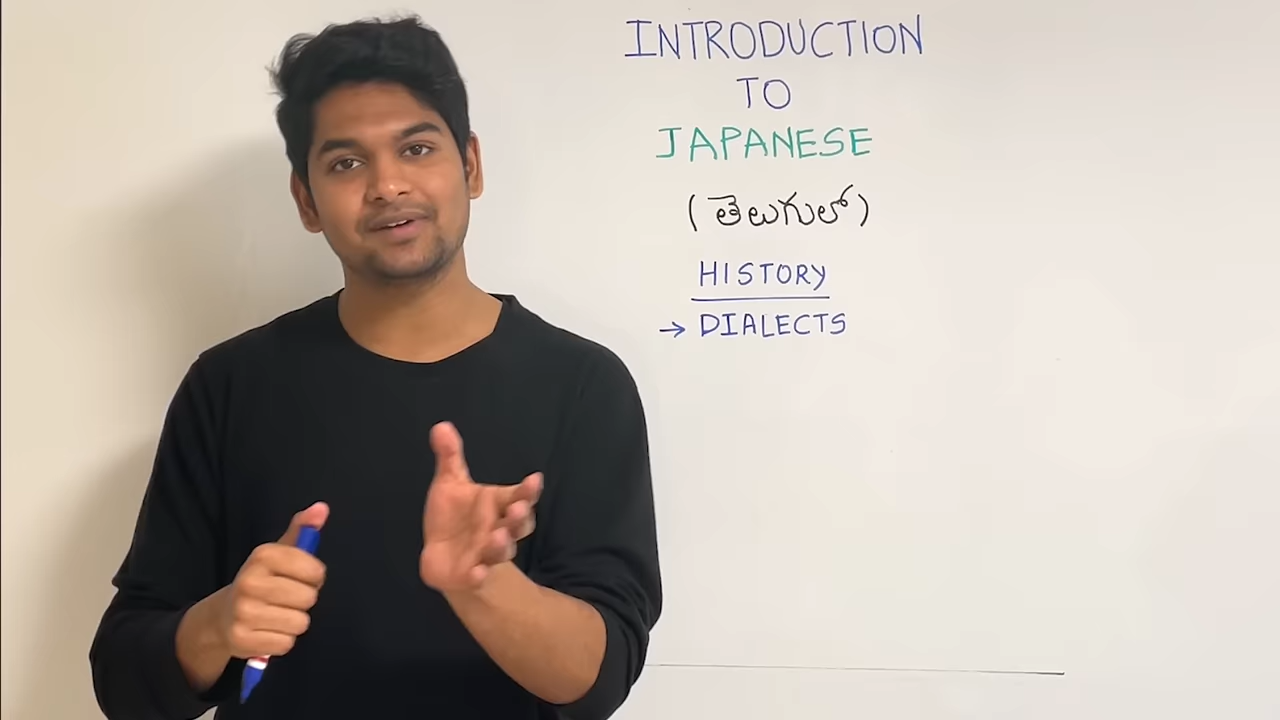 INTRODUCTION
TO
JAPANESE
(తెలుగులో)
HISTORY
→ DIALECTS